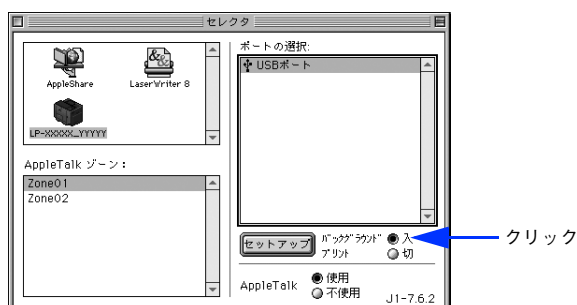 セレクタ
AppleShare
LaserWriter 8
LP-XXXXX_YYYYY
AppleTalk ゾーン：
Zone01
Zone02
ポートの選択:
USBポート
セットアップ
バックグラウンド
プリント
入
切
クリック
AppleTalk
使用
不使用
J1-7.6.2